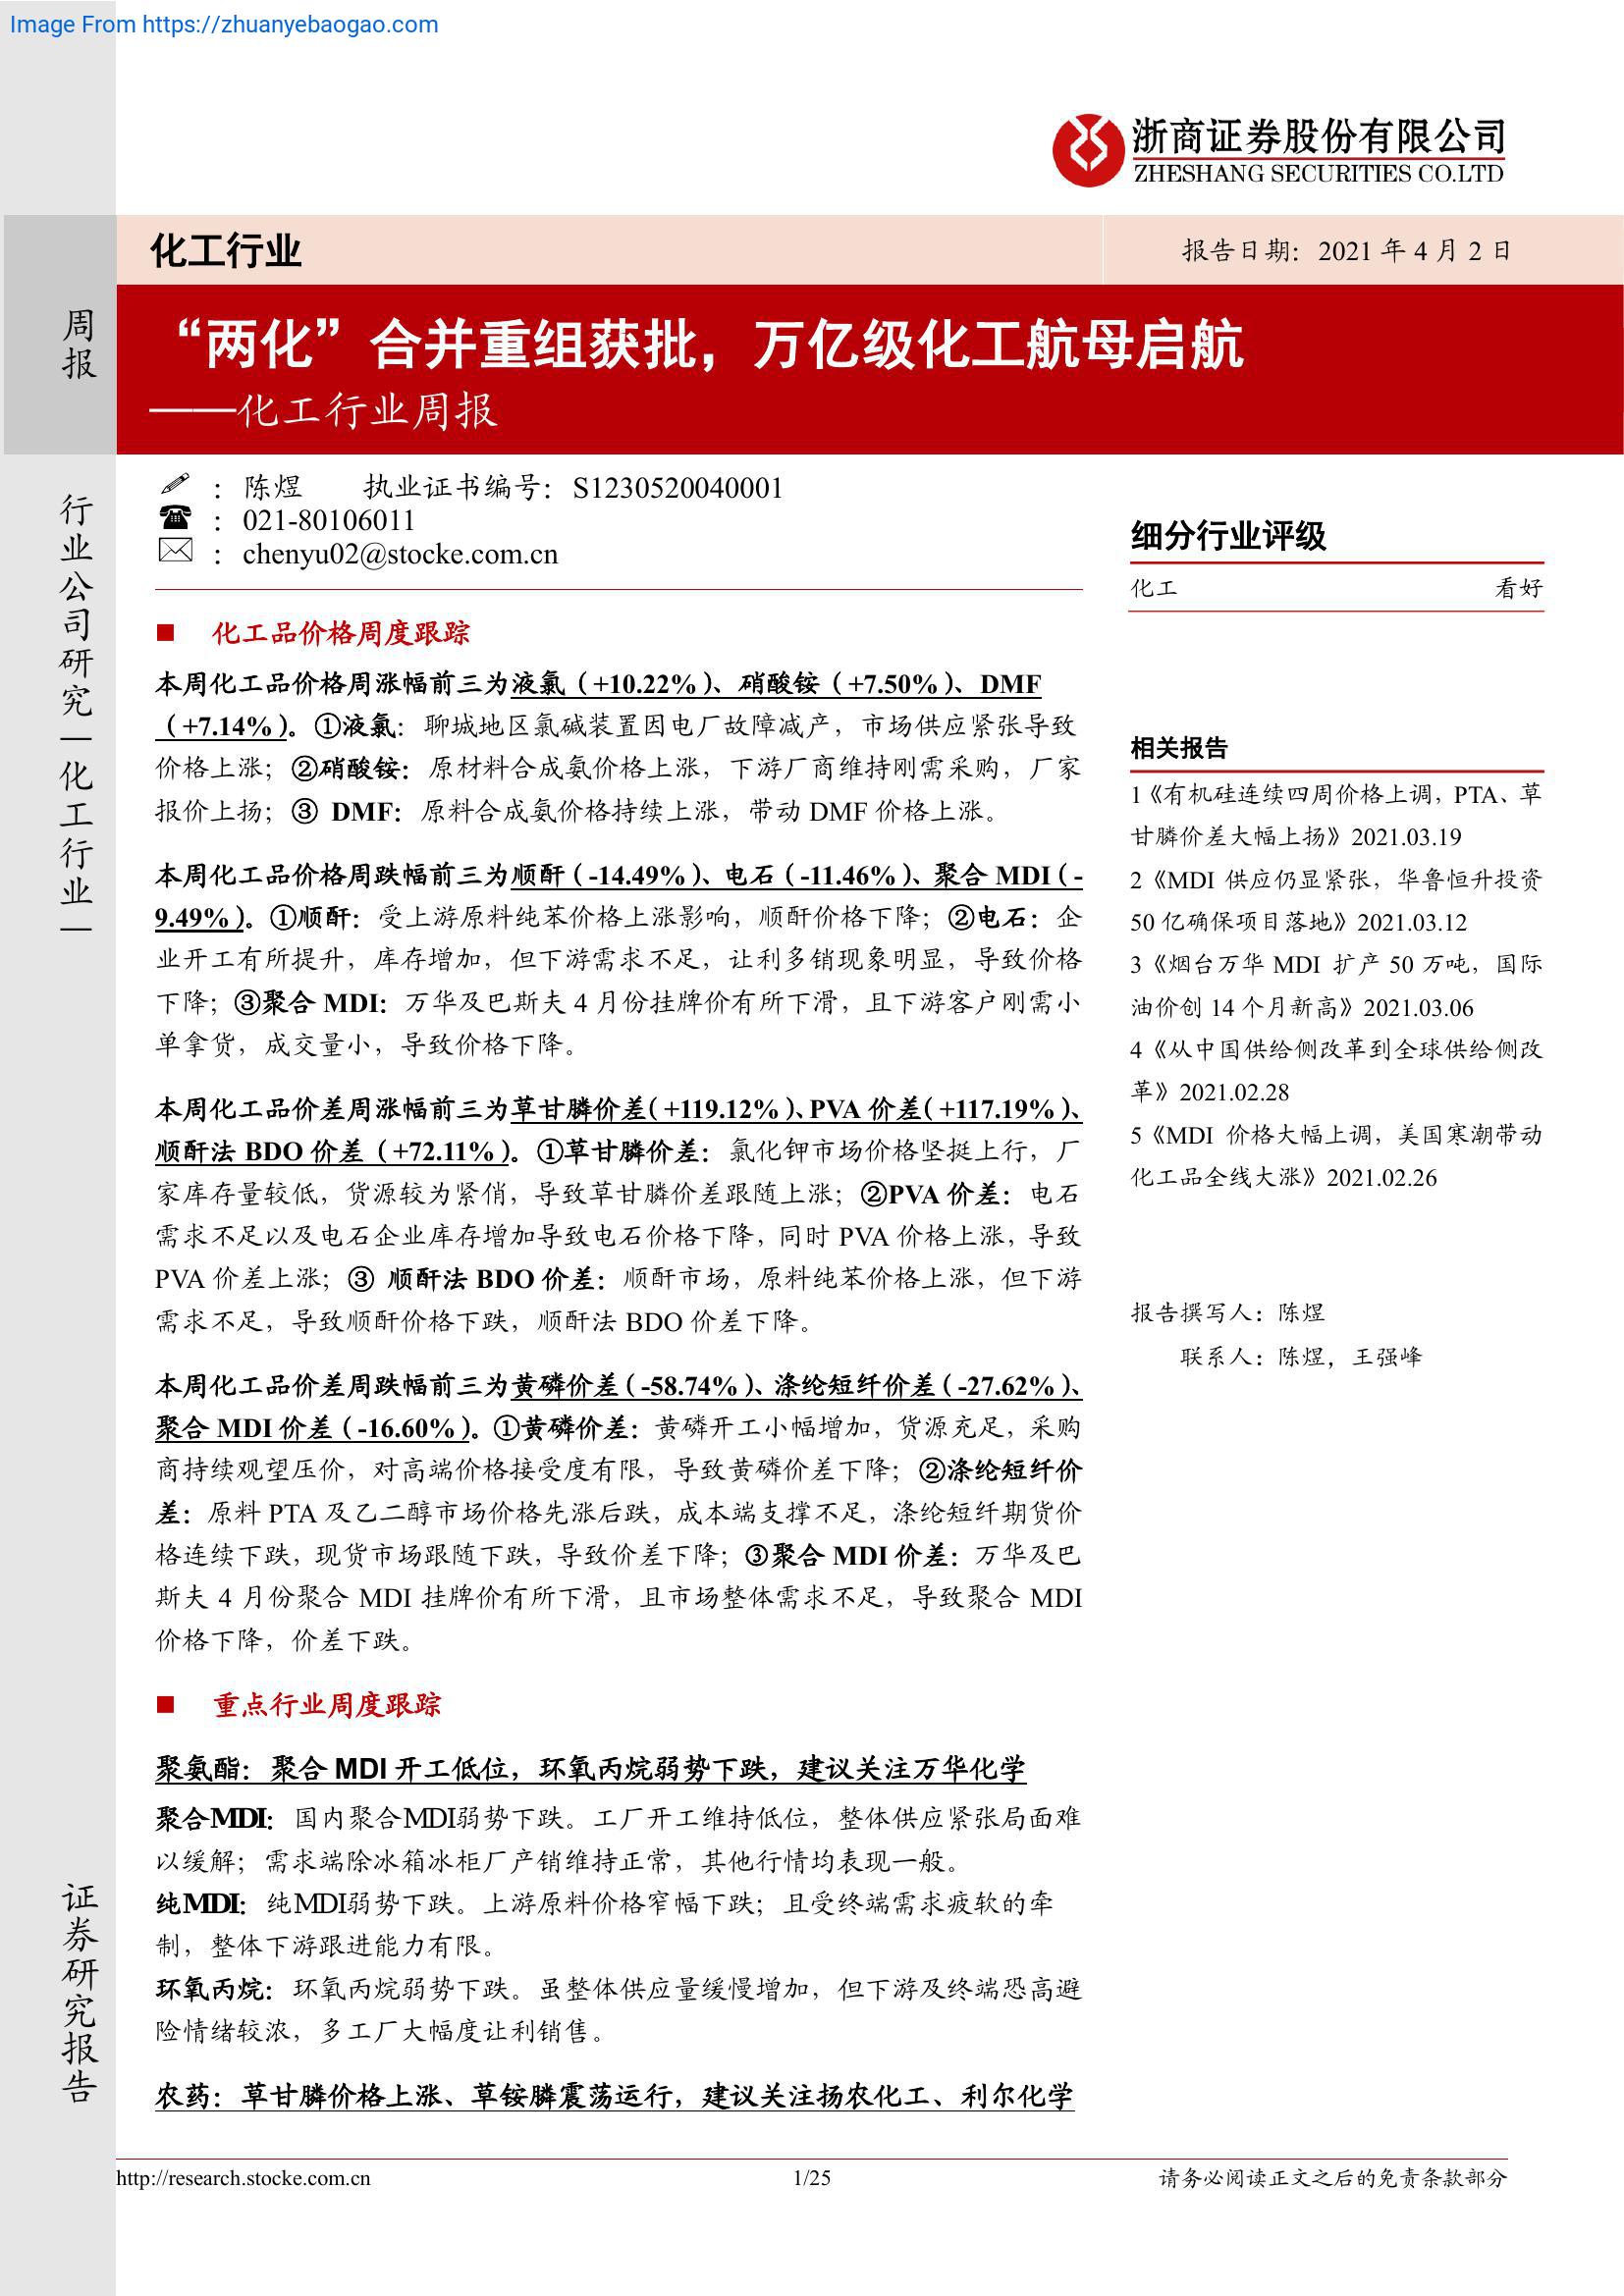 Image From https://zhuanyebaogao.com
浙商证券股份有限公司
ZHESHANG SECURITIES CO.LTD
化工行业
报告日期：2021 年 4 月 2 日
周报
“两化”合并重组获批，万亿级化工航母启航
——化工行业周报
行业公司研究｜化工行业｜
：陈煜 执业证书编号：S1230520040001
：021-80106011
：chenyu02@stocke.com.cn
■ 化工品价格周度跟踪
本周化工品价格周涨幅前三为液氯（+10.22%）、硝酸铵（+7.50%）、DMF
（+7.14%）。①液氯：聊城地区氯碱装置因电厂故障减产，市场供应紧张导致
价格上涨；②硝酸铵：原材料合成氨价格上涨，下游厂商维持刚需采购，厂家
报价上扬；③ DMF：原料合成氨价格持续上涨，带动 DMF 价格上涨。
本周化工品价格周跌幅前三为顺酐（-14.49%）、电石（-11.46%）、聚合 MDI（-
9.49%）。①顺酐：受上游原料纯苯价格上涨影响，顺酐价格下降；②电石：企
业开工有所提升，库存增加，但下游需求不足，让利多销现象明显，导致价格
下降；③聚合 MDI：万华及巴斯夫 4 月份挂牌价有所下滑，且下游客户刚需小
单拿货，成交量小，导致价格下降。
本周化工品价差周涨幅前三为草甘膦价差（+119.12%）、PVA 价差（+117.19%）、
顺酐法 BDO 价差（+72.11%）。①草甘膦价差：氯化钾市场价格坚挺上行，厂
家库存量较低，货源较为紧俏，导致草甘膦价差跟随上涨；②PVA 价差：电石
需求不足以及电石企业库存增加导致电石价格下降，同时 PVA 价格上涨，导致
PVA 价差上涨；③ 顺酐法 BDO 价差：顺酐市场，原料纯苯价格上涨，但下游
需求不足，导致顺酐价格下跌，顺酐法 BDO 价差下降。
本周化工品价差周跌幅前三为黄磷价差（-58.74%）、涤纶短纤价差（-27.62%）、
聚合 MDI 价差（-16.60%）。①黄磷价差：黄磷开工小幅增加，货源充足，采购
商持续观望压价，对高端价格接受度有限，导致黄磷价差下降；②涤纶短纤价
差：原料 PTA 及乙二醇市场价格先涨后跌，成本端支撑不足，涤纶短纤期货价
格连续下跌，现货市场跟随下跌，导致价差下降；③聚合 MDI 价差：万华及巴
斯夫 4 月份聚合 MDI 挂牌价有所下滑，且市场整体需求不足，导致聚合 MDI
价格下降，价差下跌。
■ 重点行业周度跟踪
聚氨酯：聚合 MDI 开工低位，环氧丙烷弱势下跌，建议关注万华化学
聚合MDI：国内聚合MDI弱势下跌。工厂开工维持低位，整体供应紧张局面难
以缓解；需求端除冰箱冰柜厂产销维持正常，其他行情均表现一般。
纯MDI：纯MDI弱势下跌。上游原料价格窄幅下跌；且受终端需求疲软的牵
制，整体下游跟进能力有限。
环氧丙烷：环氧丙烷弱势下跌。虽整体供应量缓慢增加，但下游及终端恐高避
险情绪较浓，多工厂大幅度让利销售。
农药：草甘膦价格上涨、草铵膦震荡运行，建议关注扬农化工、利尔化学
细分行业评级
化工 看好
相关报告
1《有机硅连续四周价格上调，PTA、草
甘膦价差大幅上扬》2021.03.19
2《MDI 供应仍显紧张，华鲁恒升投资
50 亿确保项目落地》2021.03.12
3《烟台万华 MDI 扩产 50 万吨，国际
油价创 14 个月新高》2021.03.06
4《从中国供给侧改革到全球供给侧改
革》2021.02.28
5《MDI 价格大幅上调，美国寒潮带动
化工品全线大涨》2021.02.26
报告撰写人：陈煜
联系人：陈煜，王强峰
证券研究报告
http://research.stocke.com.cn
1/25
请务必阅读正文之后的免责条款部分